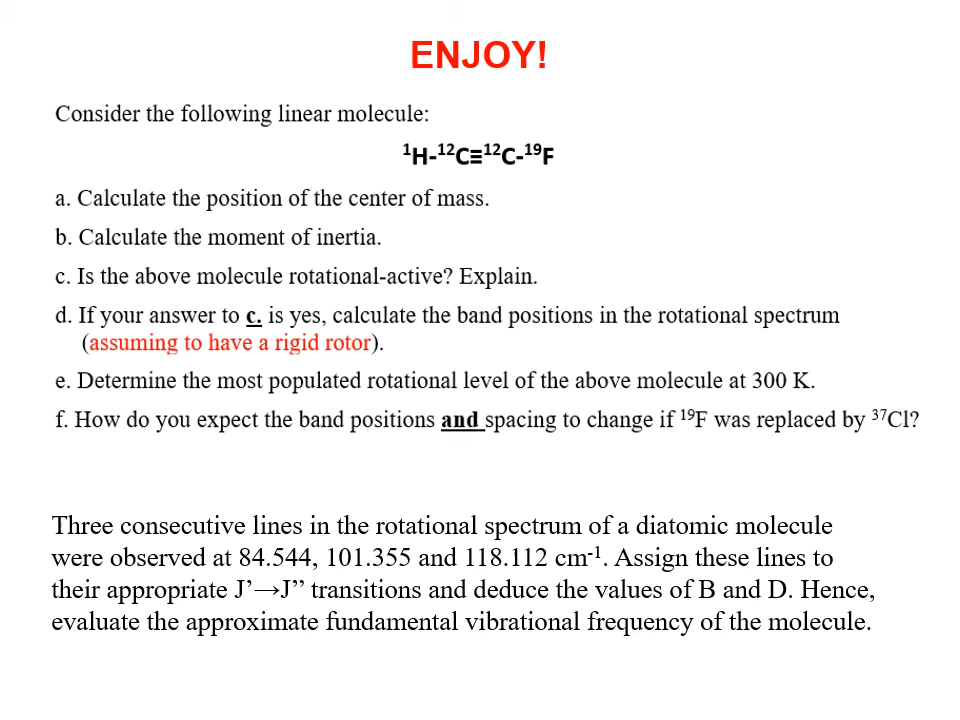 ENJOY!
Consider the following linear molecule:
¹H-¹²C≡¹²C-¹⁹F
a. Calculate the position of the center of mass.
b. Calculate the moment of inertia.
c. Is the above molecule rotational-active? Explain.
d. If your answer to c. is yes, calculate the band positions in the rotational spectrum
(assuming to have a rigid rotor).
e. Determine the most populated rotational level of the above molecule at 300 K.
f. How do you expect the band positions and spacing to change if ¹⁹F was replaced by ³⁷Cl?
Three consecutive lines in the rotational spectrum of a diatomic molecule
were observed at 84.544, 101.355 and 118.112 cm⁻¹. Assign these lines to
their appropriate J’→J” transitions and deduce the values of B and D. Hence,
evaluate the approximate fundamental vibrational frequency of the molecule.